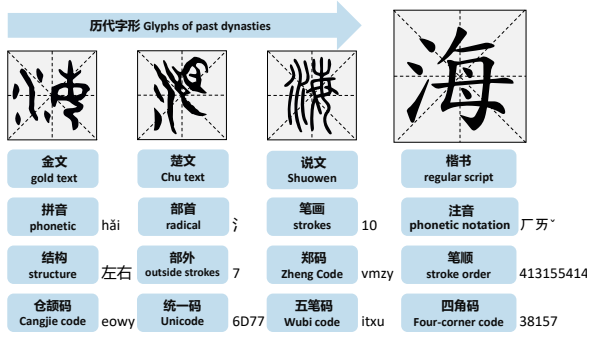 历代字形 Glyphs of past dynasties
海
金文
gold text
楚文
Chu text
说文
Shuowen
楷书
regular script
拼音
phonetic
hǎi
部首
radical
氵
笔画
strokes
10
注音
phonetic notation
ㄏㄞˇ
结构
structure
左右
部外
outside strokes
7
郑码
Zheng Code
vmzy
笔顺
stroke order
413155414
仓颉码
Cangjie code
eowy
统一码
Unicode
6D77
五笔码
Wubi code
itxu
四角码
Four-corner code
38157